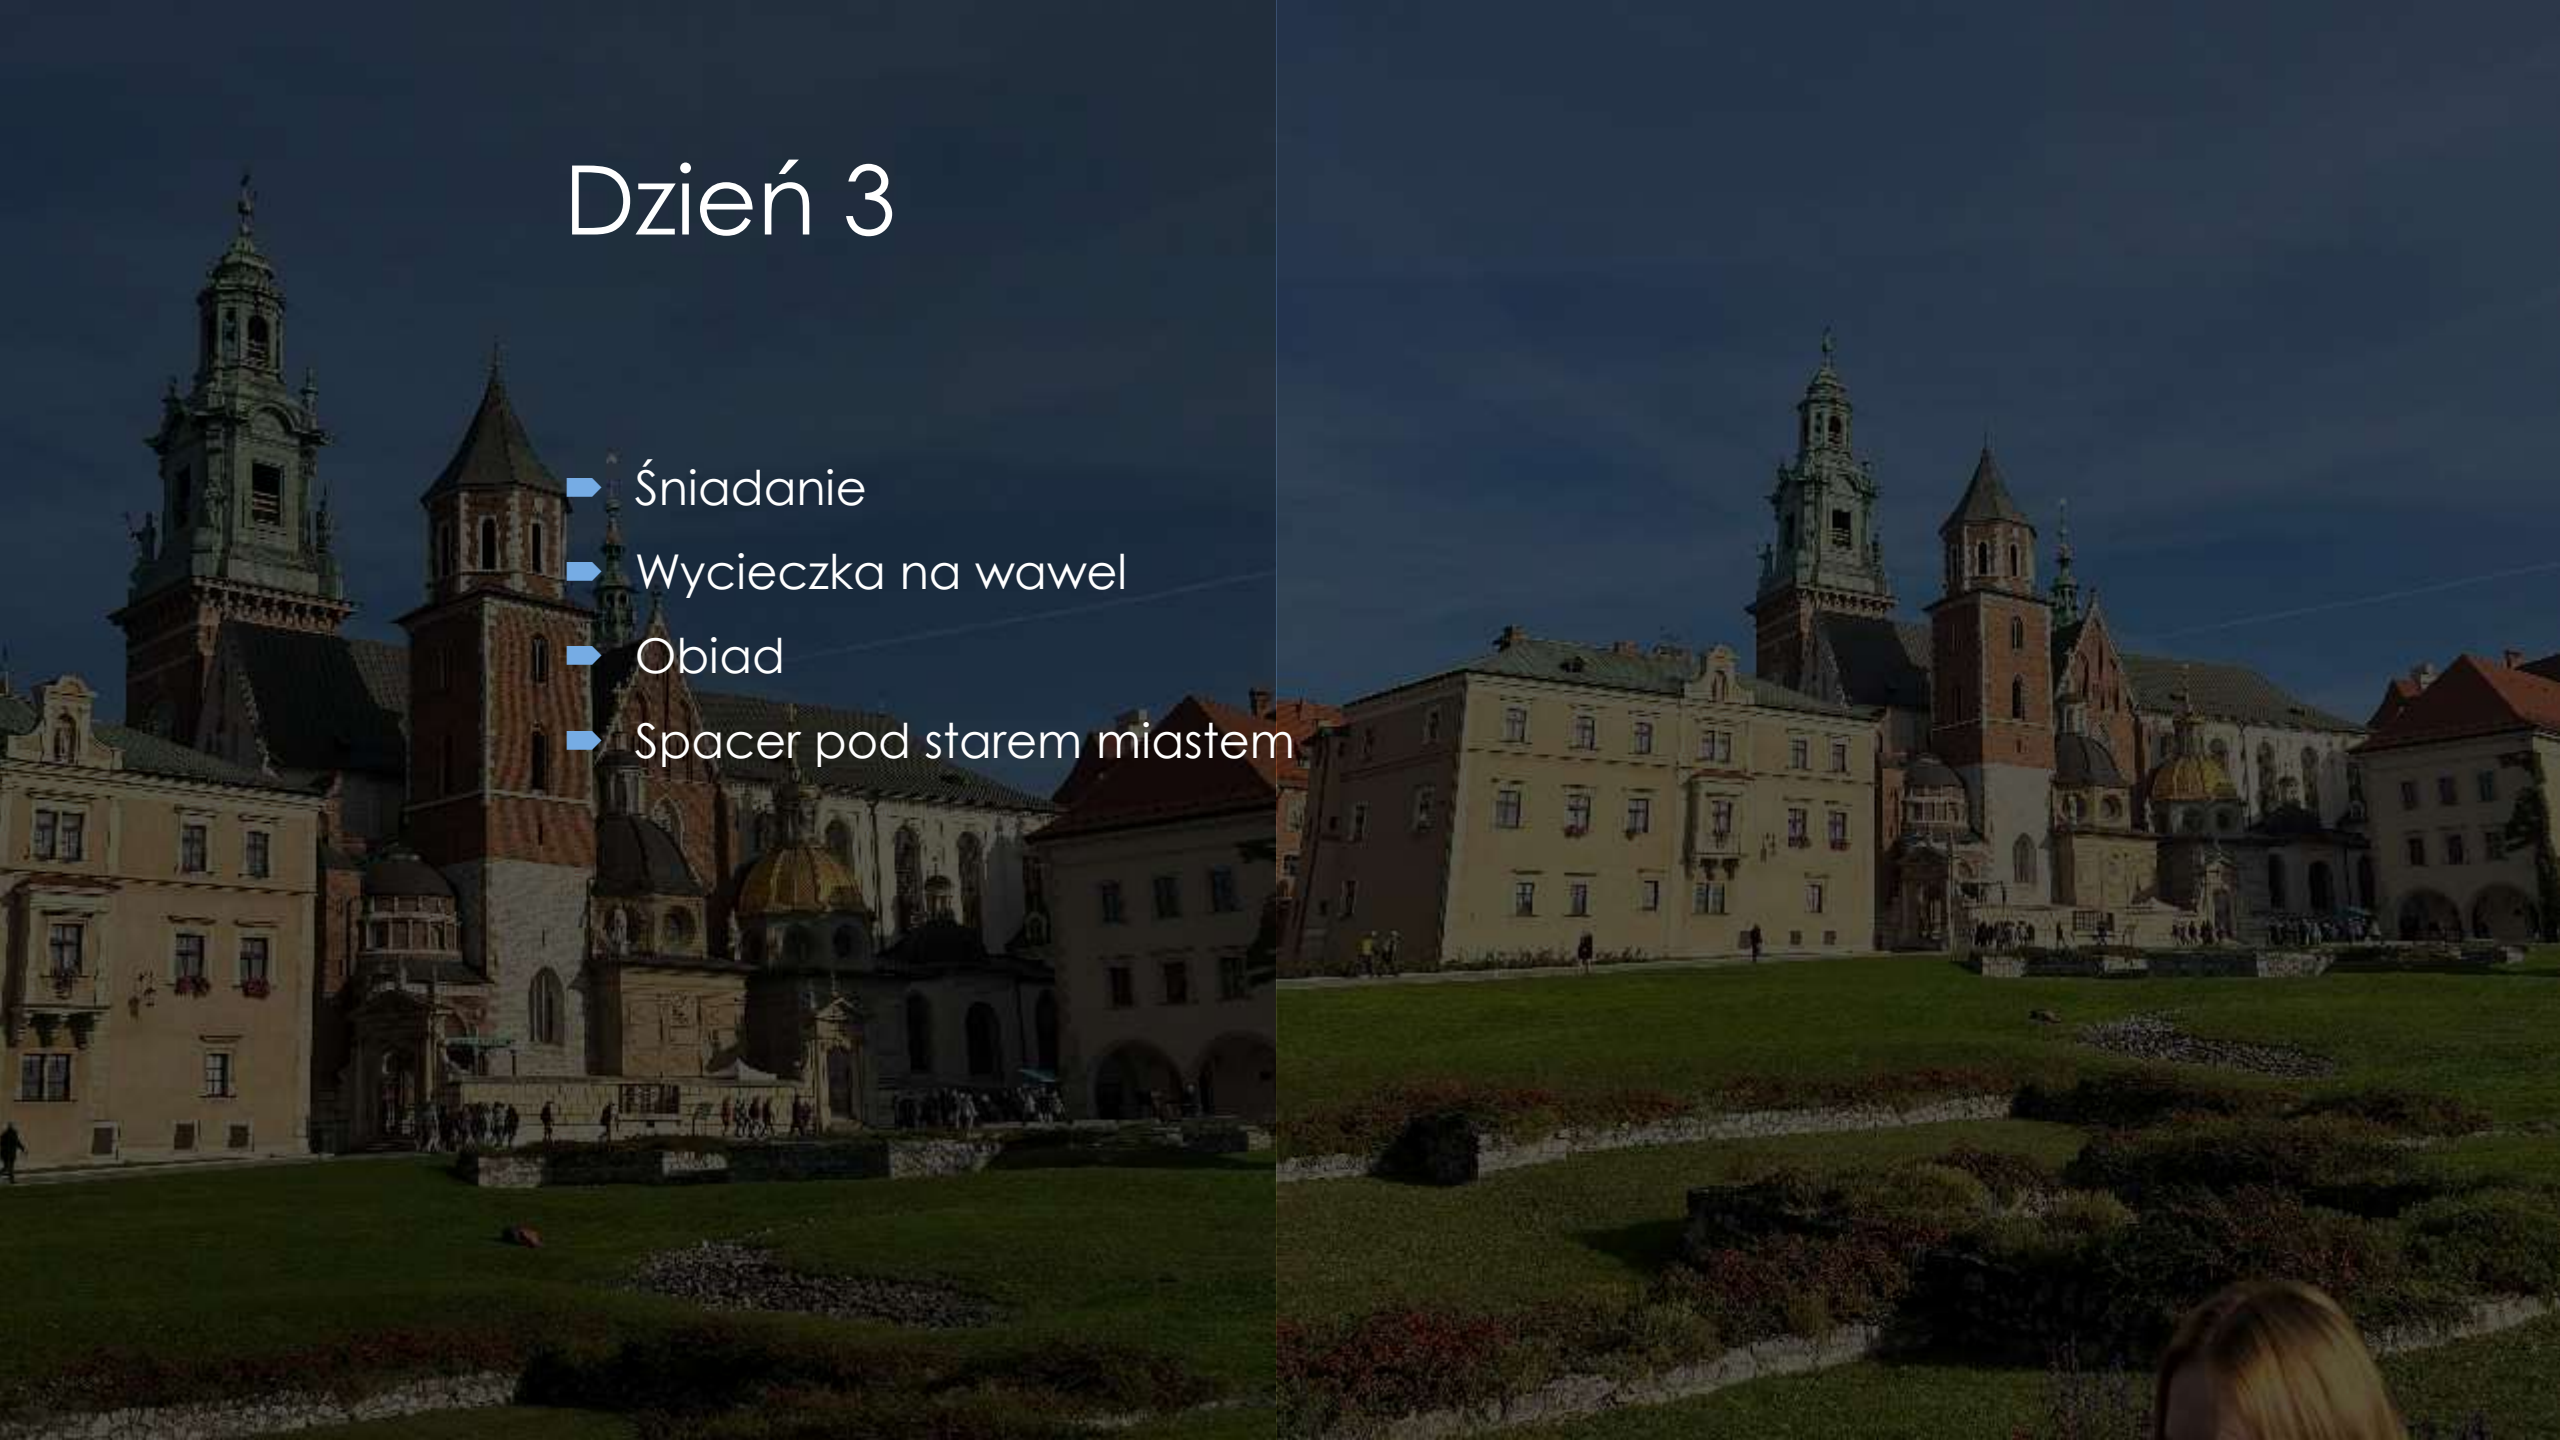 Dzień 3
Śniadanie
Wycieczka na wawel
Obiad
Spacer pod starem miastem